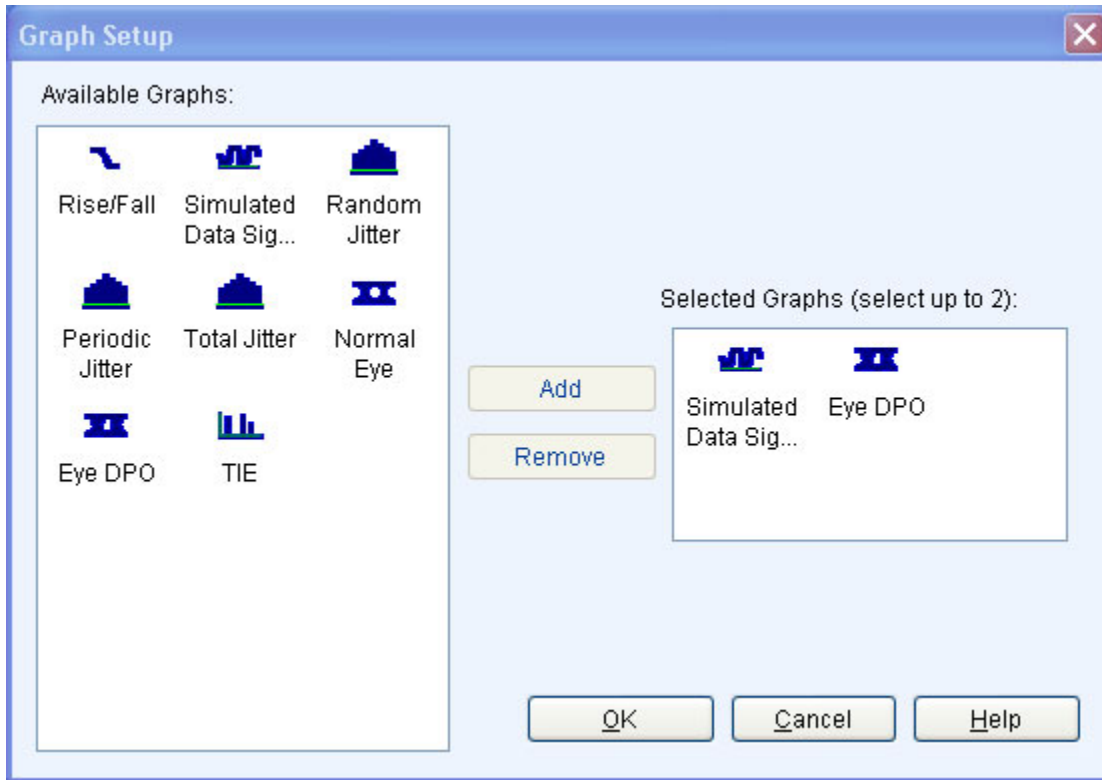 Graph Setup
Available Graphs:
Rise/Fall
Simulated
Data Sig...
Random
Jitter
Periodic
Jitter
Total Jitter
Normal
Eye
Eye DPO
TIE
Add
Remove
Selected Graphs (select up to 2):
Simulated
Data Sig...
Eye DPO
OK
Cancel
Help